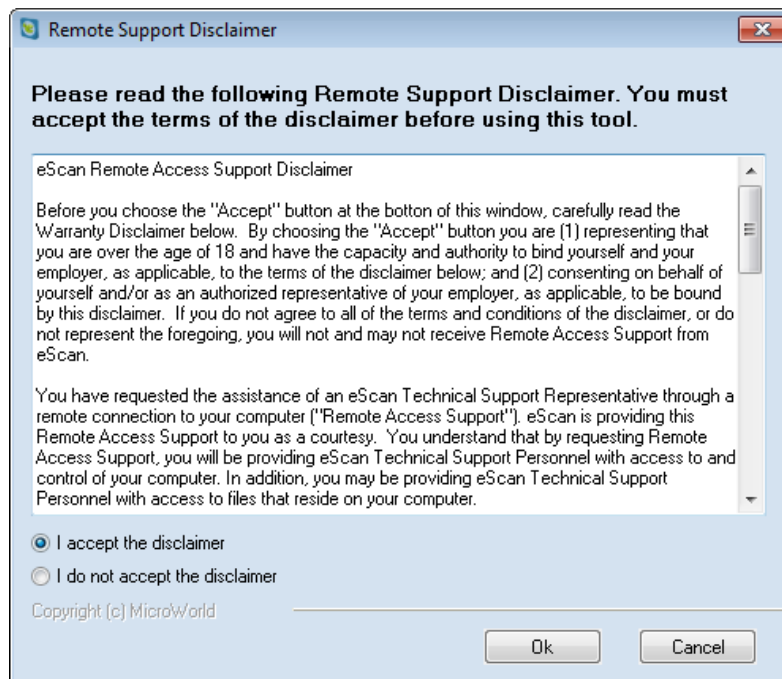 Remote Support Disclaimer
Please read the following Remote Support Disclaimer. You must
accept the terms of the disclaimer before using this tool.
eScan Remote Access Support Disclaimer
Before you choose the "Accept" button at the botton of this window, carefully read the
Warranty Disclaimer below. By choosing the "Accept" button you are (1) representing that
you are over the age of 18 and have the capacity and authority to bind yourself and your
employer, as applicable, to the terms of the disclaimer below; and (2) consenting on behalf of
yourself and/or as an authorized representative of your employer, as applicable, to be bound
by this disclaimer. If you do not agree to all of the terms and conditions of the disclaimer, or do
not represent the foregoing, you will not and may not receive Remote Access Support from
eScan.
You have requested the assistance of an eScan Technical Support Representative through a
remote connection to your computer ("Remote Access Support"). eScan is providing this
Remote Access Support to you as a courtesy. You understand that by requesting Remote
Access Support, you will be providing eScan Technical Support Personnel with access to and
control of your computer. In addition, you may be providing eScan Technical Support
Personnel with access to files that reside on your computer.
I accept the disclaimer
I do not accept the disclaimer
Copyright (c) MicroWorld
Ok
Cancel